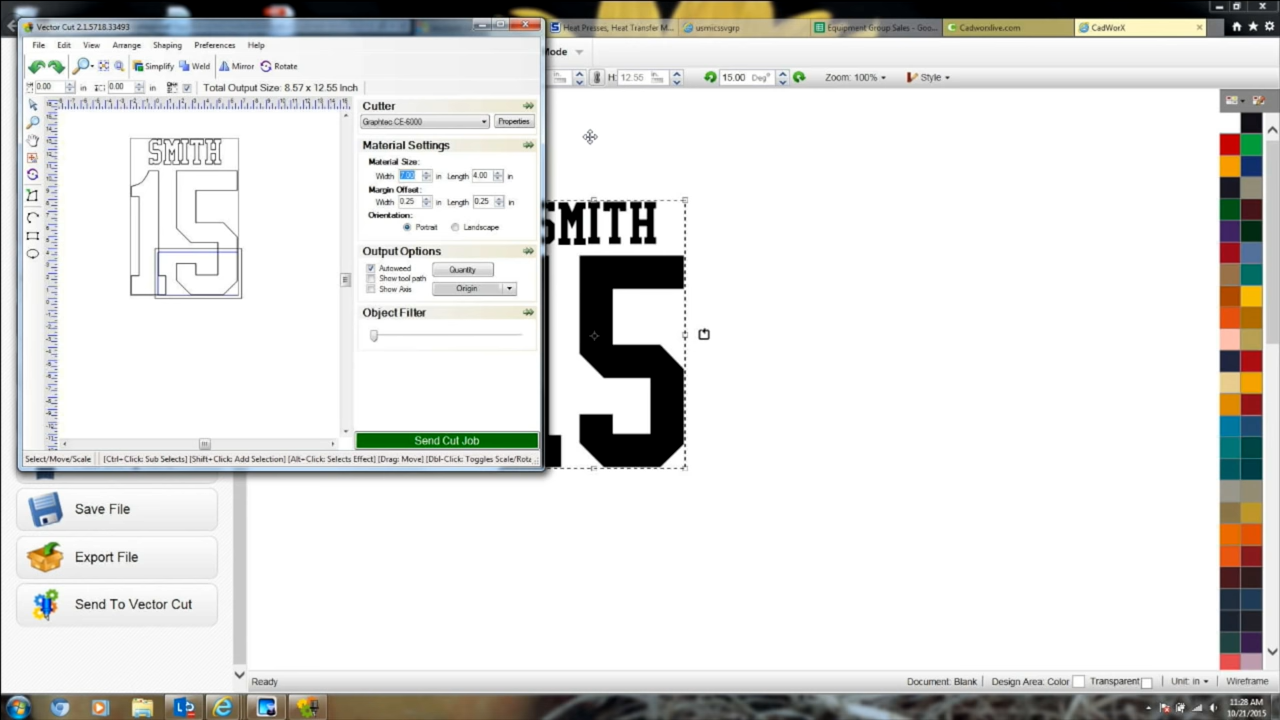 Vector Cut 2.1.5718.33493
Heat Presses, Heat Transfer M...
usmicssvgrp
Equipment Group Sales - Goo...
Cadworxlive.com
CadWorX
File Edit View Arrange Shaping Preferences Help
Mode
Simplify Weld Mirror Rotate
H: 12.55 15.00 Deg° Zoom: 100% Style
0.00 in 0.00 in Total Output Size: 8.57 x 12.55 Inch
Cutter
Graphtec CE-6000 Properties
Material Settings
Material Size:
Width in Length 4.00 in
Margin Offset:
Width 0.25 in Length 0.25 in
Orientation:
Portrait Landscape
Output Options
Autoweed Quantity
Show tool path
Show Axis Origin
Object Filter
SMITH
15
SMITH
5
Send Cut Job
Select/Move/Scale [Ctrl+Click: Sub Selects] [Shift+Click: Add Selection] [Alt+Click: Selects Effect] [Drag: Move] [Dbl-Click: Toggles Scale/Rota
Save File
Export File
Send To Vector Cut
Ready Document: Blank Design Area: Color Transparent Unit: in Wireframe
11:28 AM
10/21/2015